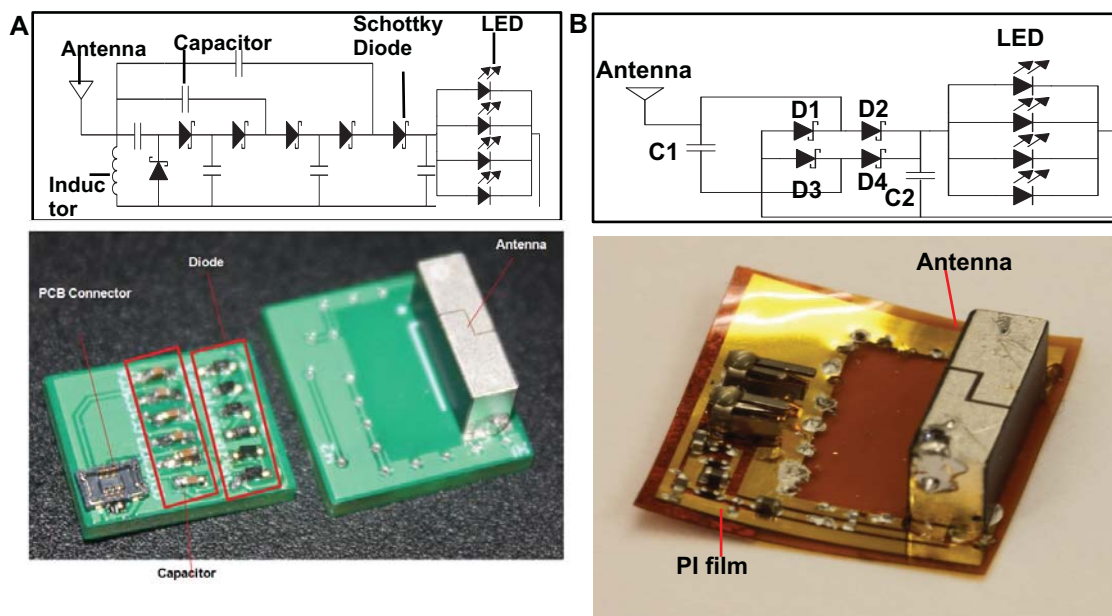 A
Antenna
Capacitor
Schottky
Diode
LED
Induc
tor
B
Antenna
LED
D1
D2
C1
D3
D4
C2
PCB Connector
Diode
Antenna
Capacitor
Antenna
PI film